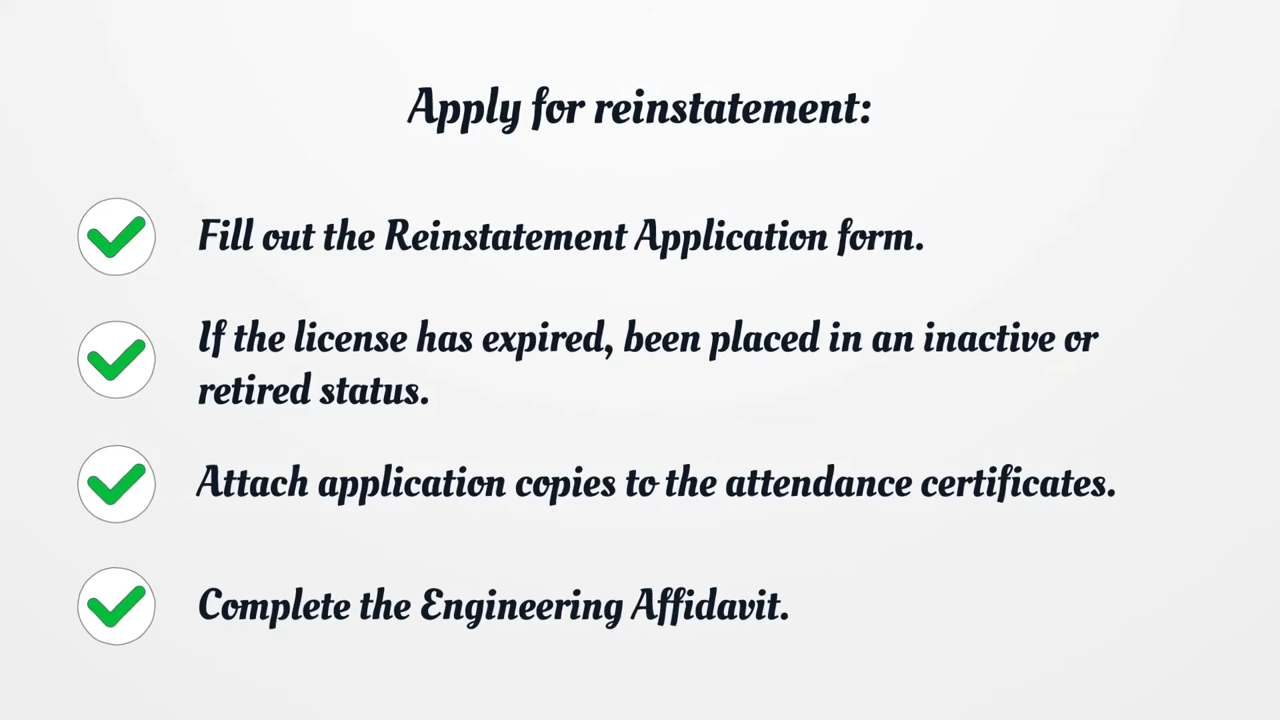 Apply for reinstatement:
Fill out the Reinstatement Application form.
If the license has expired, been placed in an inactive or
retired status.
Attach application copies to the attendance certificates.
Complete the Engineering Affidavit.